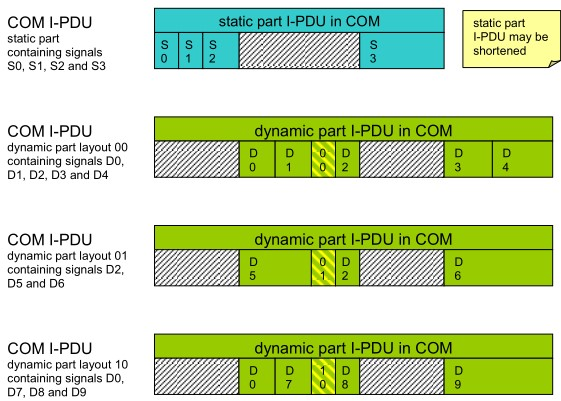 COM I-PDU
static part
containing signals
S0, S1, S2 and S3
static part I-PDU in COM
S
0
S
1
S
2
S
3
static part
I-PDU may be
shortened
COM I-PDU
dynamic part layout 00
containing signals D0,
D1, D2, D3 and D4
dynamic part I-PDU in COM
D
0
D
1
0
0
D
2
D
3
D
4
COM I-PDU
dynamic part layout 01
containing signals D2,
D5 and D6
dynamic part I-PDU in COM
D
5
0
1
D
2
D
6
COM I-PDU
dynamic part layout 10
containing signals D0,
D7, D8 and D9
dynamic part I-PDU in COM
D
0
D
7
1
0
D
8
D
9